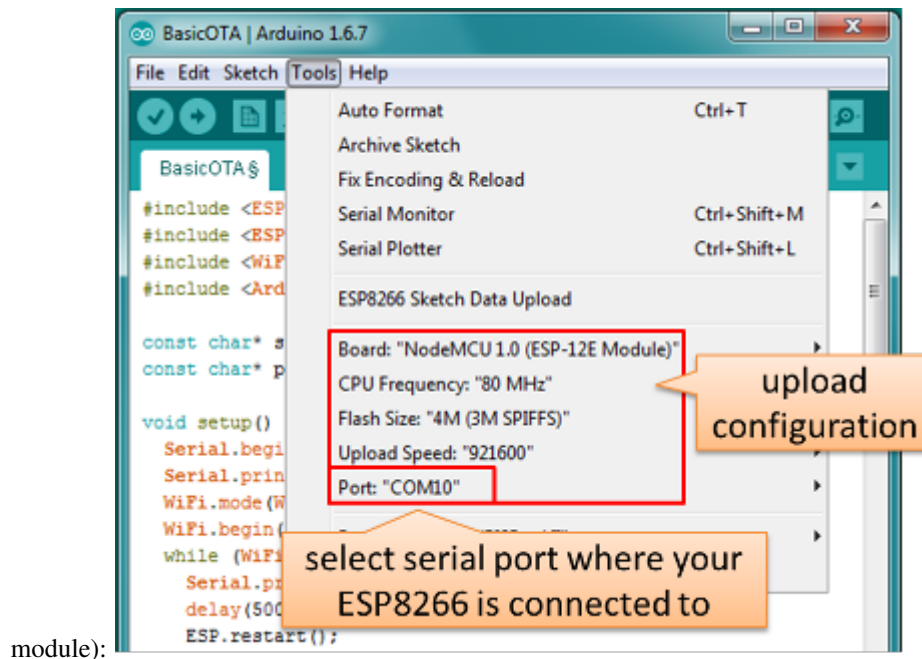 BasicOTA | Arduino 1.6.7
File Edit Sketch Tools Help
Auto Format Ctrl+T
Archive Sketch
BasicOTA §
Fix Encoding & Reload
#include <ESP
Serial Monitor Ctrl+Shift+M
#include <ESP
Serial Plotter Ctrl+Shift+L
#include <WiF
#include <Ard
ESP8266 Sketch Data Upload
const char* s
Board: "NodeMCU 1.0 (ESP-12E Module)"
const char* p
CPU Frequency: "80 MHz"
upload
configuration
Flash Size: "4M (3M SPIFFS)"
void setup()
Upload Speed: "921600"
Serial.begi
Port: "COM10"
Serial.prin
WiFi.mode(W
WiFi.begin(
while (WiFi
select serial port where your
ESP8266 is connected to
Serial.pr
delay(500
ESP.restart();
module):